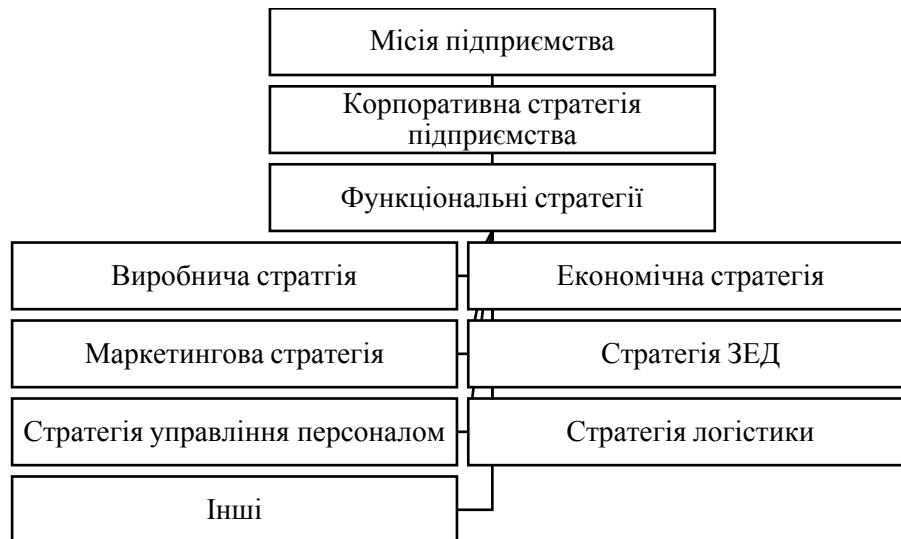 Місія підприємства
Корпоративна стратегія
підприємства
Функціональні стратегії
Виробнича стратгія
Економічна стратегія
Маркетингова стратегія
Стратегія ЗЕД
Стратегія управління персоналом
Стратегія логістики
Інші